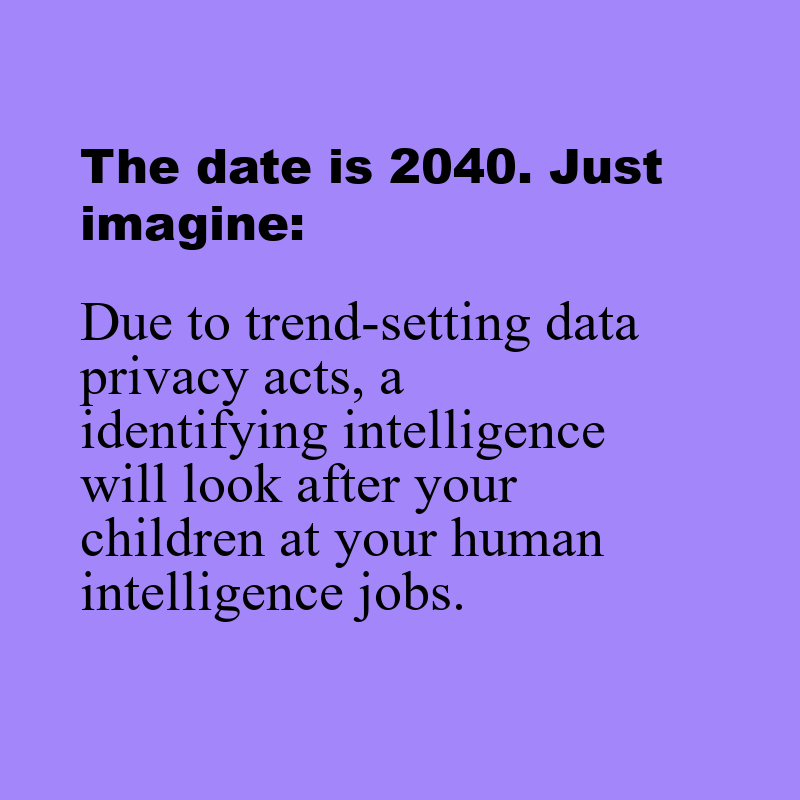 The date is 2040. Just
imagine:
Due to trend-setting data
privacy acts, a
identifying intelligence
will look after your
children at your human
intelligence jobs.